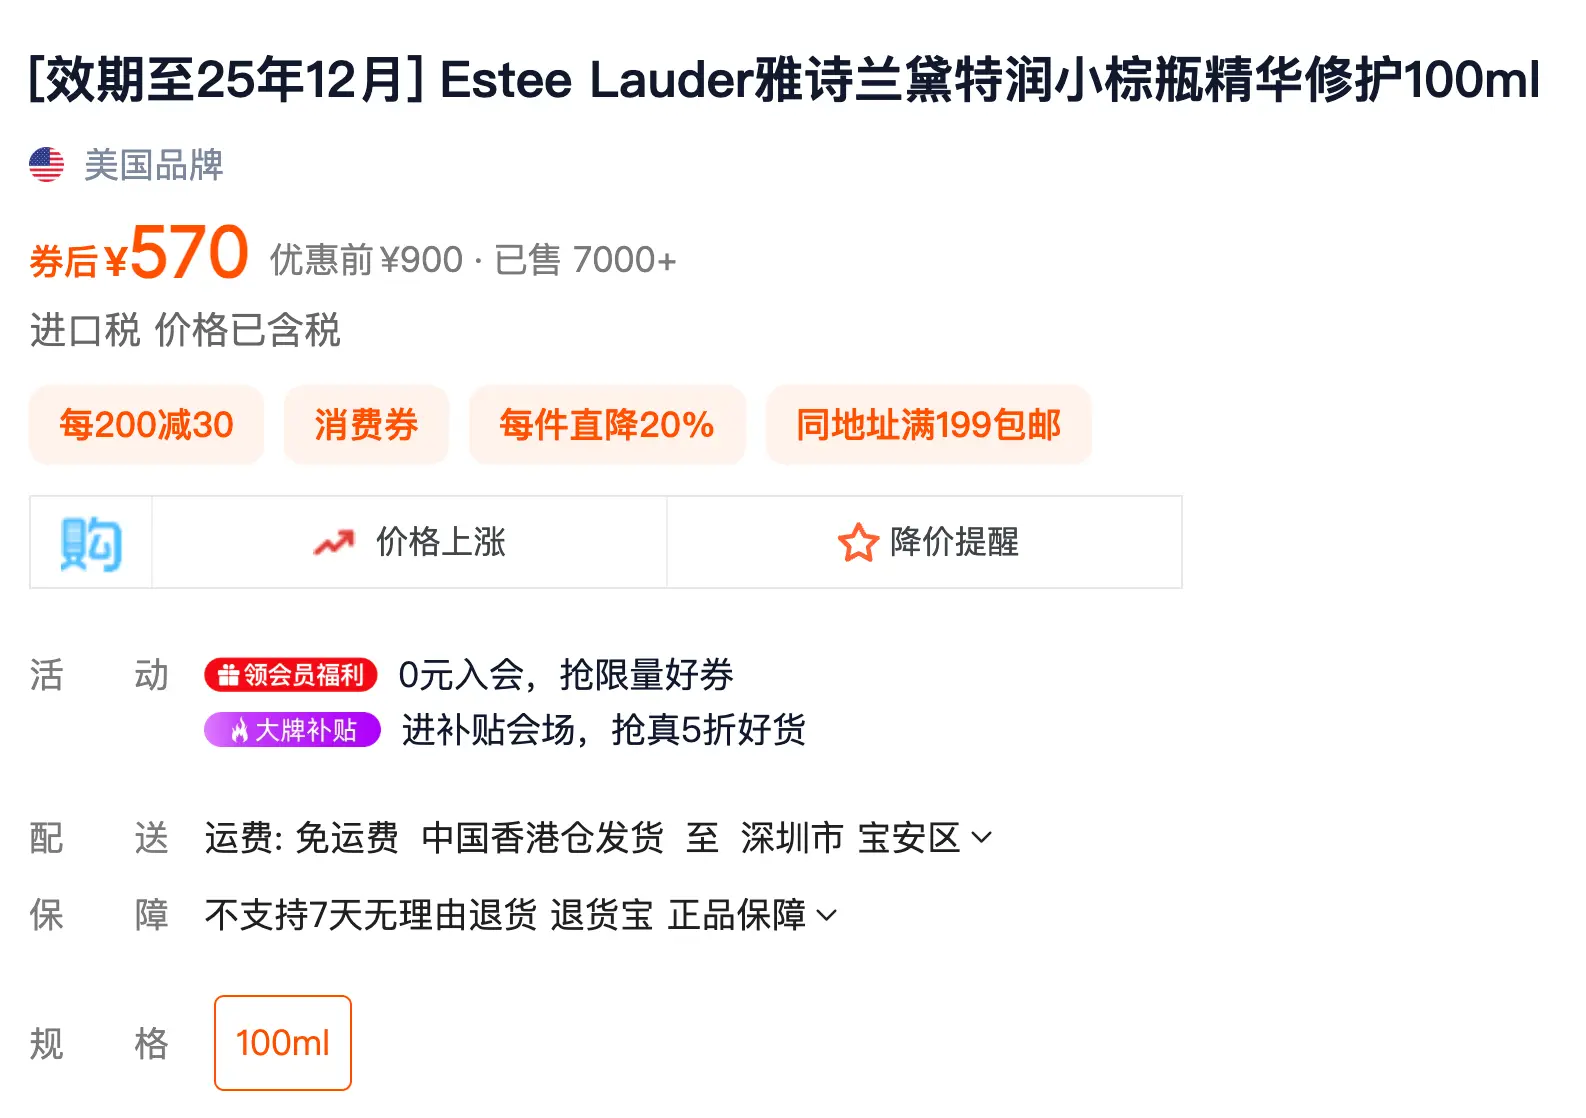 [效期至25年12月] Estee Lauder雅诗兰黛特润小棕瓶精华修护100ml
美国品牌
券后¥570 优惠前¥900 · 已售 7000+
进口税 价格已含税
每200减30 消费券 每件直降20% 同地址满199包邮
购 价格上涨 降价提醒
活动 领会员福利 0元入会，抢限量好券
大牌补贴 进补贴会场，抢真5折好货
配送 运费: 免运费 中国香港仓发货 至 深圳市 宝安区
保障 不支持7天无理由退货 退货宝 正品保障
规格 100ml